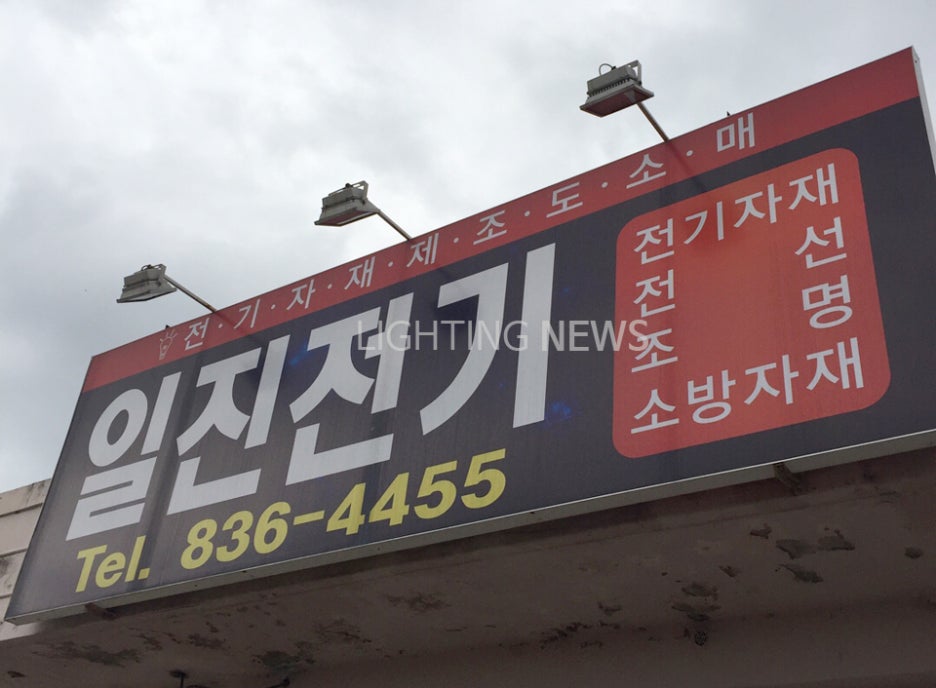 전·기·자·재·제·조·도·소·매
일진전기
Tel. 836-4455
전기자재
전 선
조 명
소방자재
LIGHTING NEWS